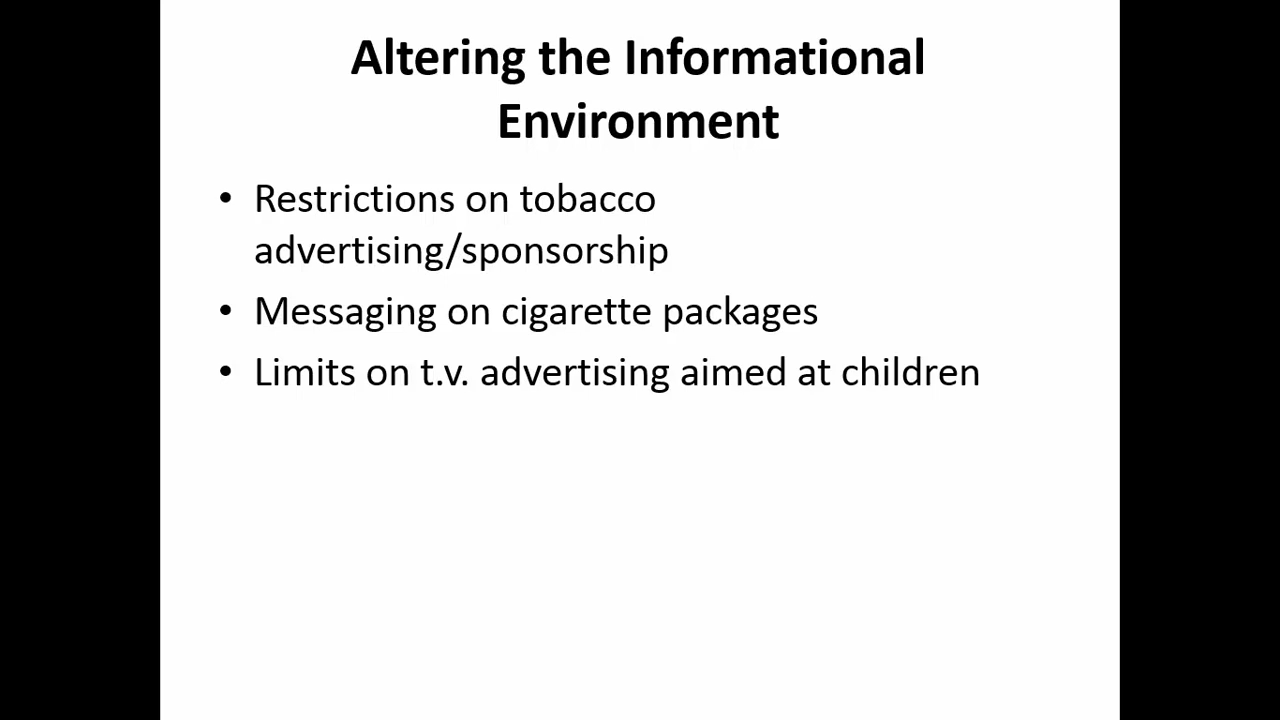 Altering the Informational
Environment
• Restrictions on tobacco
advertising/sponsorship
• Messaging on cigarette packages
• Limits on t.v. advertising aimed at children